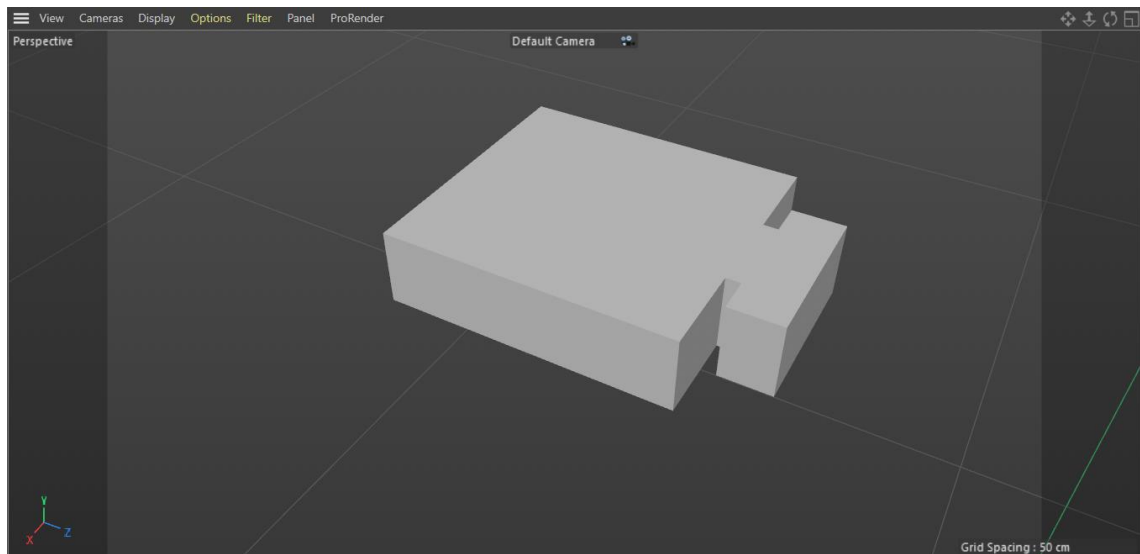 View Cameras Display Options Filter Panel ProRender
Perspective
Default Camera
Y
X
Z
Grid Spacing : 50 cm